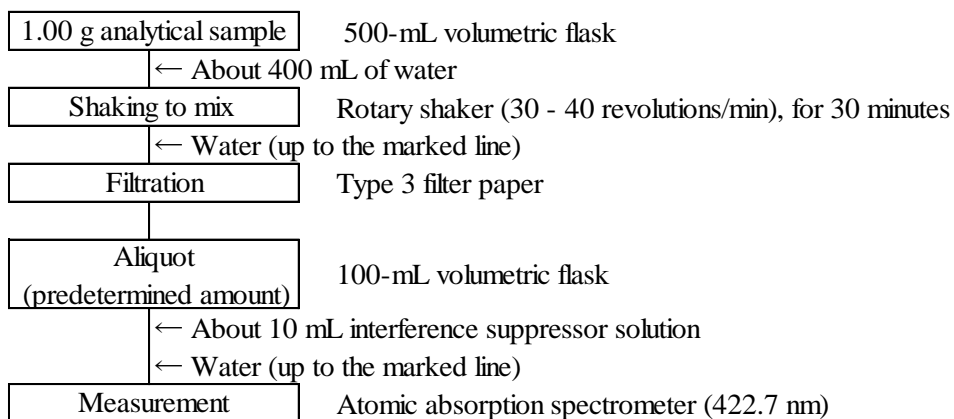 1.00 g analytical sample 500-mL volumetric flask
← About 400 mL of water
Shaking to mix Rotary shaker (30 - 40 revolutions/min), for 30 minutes
← Water (up to the marked line)
Filtration Type 3 filter paper
Aliquot
(predetermined amount) 100-mL volumetric flask
← About 10 mL interference suppressor solution
← Water (up to the marked line)
Measurement Atomic absorption spectrometer (422.7 nm)